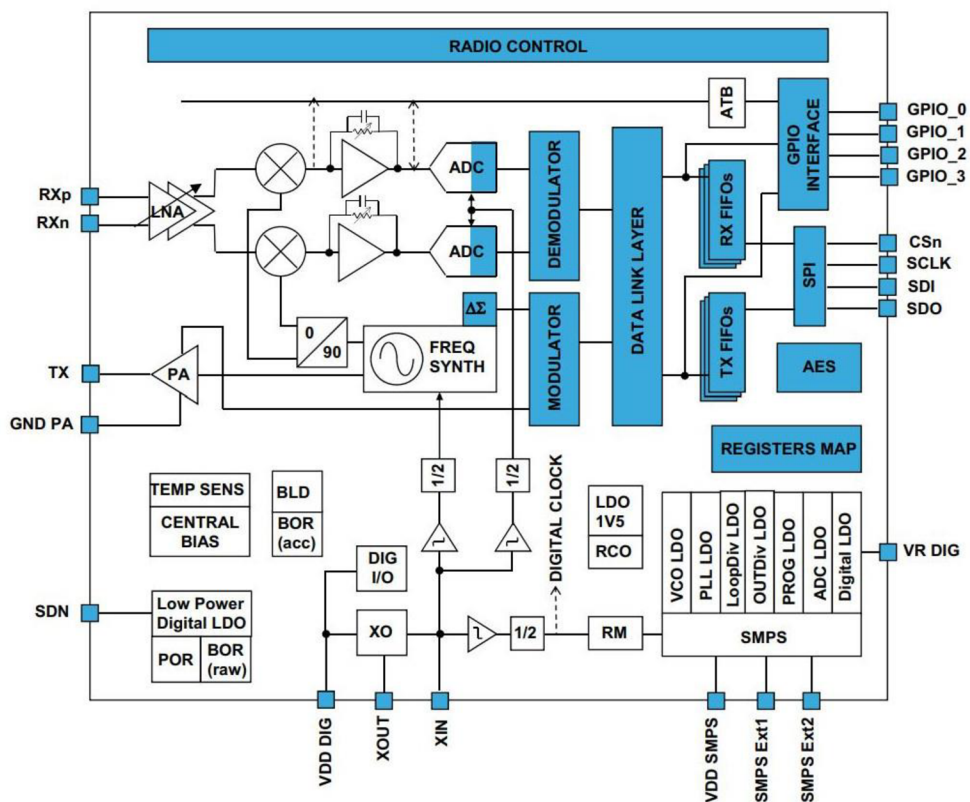 RADIO CONTROL
ATB
GPIO
INTERFACE
GPIO_0
GPIO_1
GPIO_2
GPIO_3
RXp
RXn
LNA
ADC
ADC
DEMODULATOR
DATA LINK LAYER
RX FIFOs
SPI
CSn
SCLK
SDI
SDO
ΔΣ
0
90
FREQ
SYNTH
MODULATOR
TX FIFOs
AES
TX
PA
GND PA
REGISTERS MAP
TEMP SENS
CENTRAL
BIAS
BLD
BOR
(acc)
1/2
1/2
DIGITAL CLOCK
LDO
1V5
RCO
VCO LDO
PLL LDO
LoopDiv LDO
OUTDiv LDO
PROG LDO
ADC LDO
Digital LDO
VR DIG
DIG
I/O
SDN
Low Power
Digital LDO
POR
BOR
(raw)
XO
1/2
RM
SMPS
VDD DIG
XOUT
XIN
VDD SMPS
SMPS Ext1
SMPS Ext2